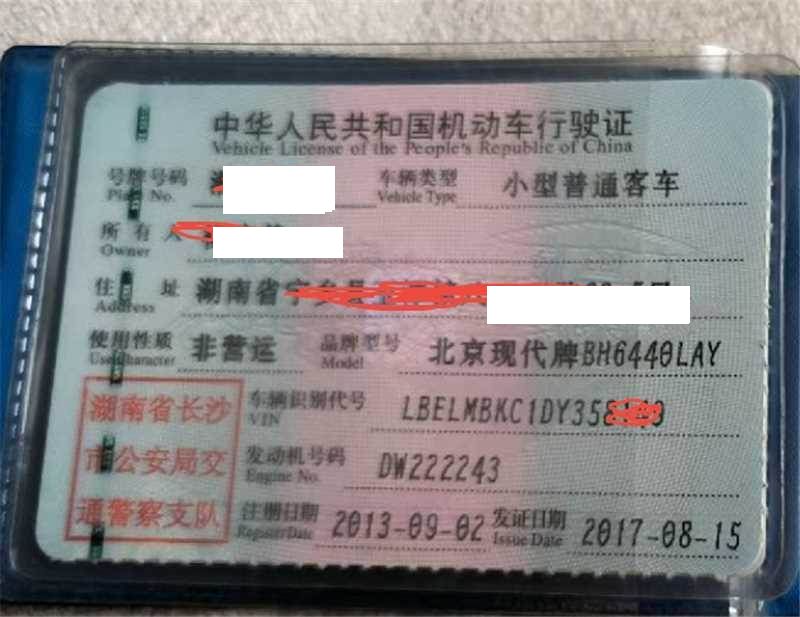 中华人民共和国机动车行驶证
Vehicle License of the People's Republic of China
号牌号码 车辆类型 小型普通客车
Plate No. Vehicle Type
所有人
Owner
住址 湖南省
Address
使用性质 非营运 品牌型号 北京现代牌BH6440LAY
Use Character Model
湖南省长沙 车辆识别代号 LBELMBKC1DY358
市公安局交 VIN
通警察支队 发动机号码 DW222243
Engine No.
注册日期 2013-09-02 发证日期 2017-08-15
Register Date Issue Date